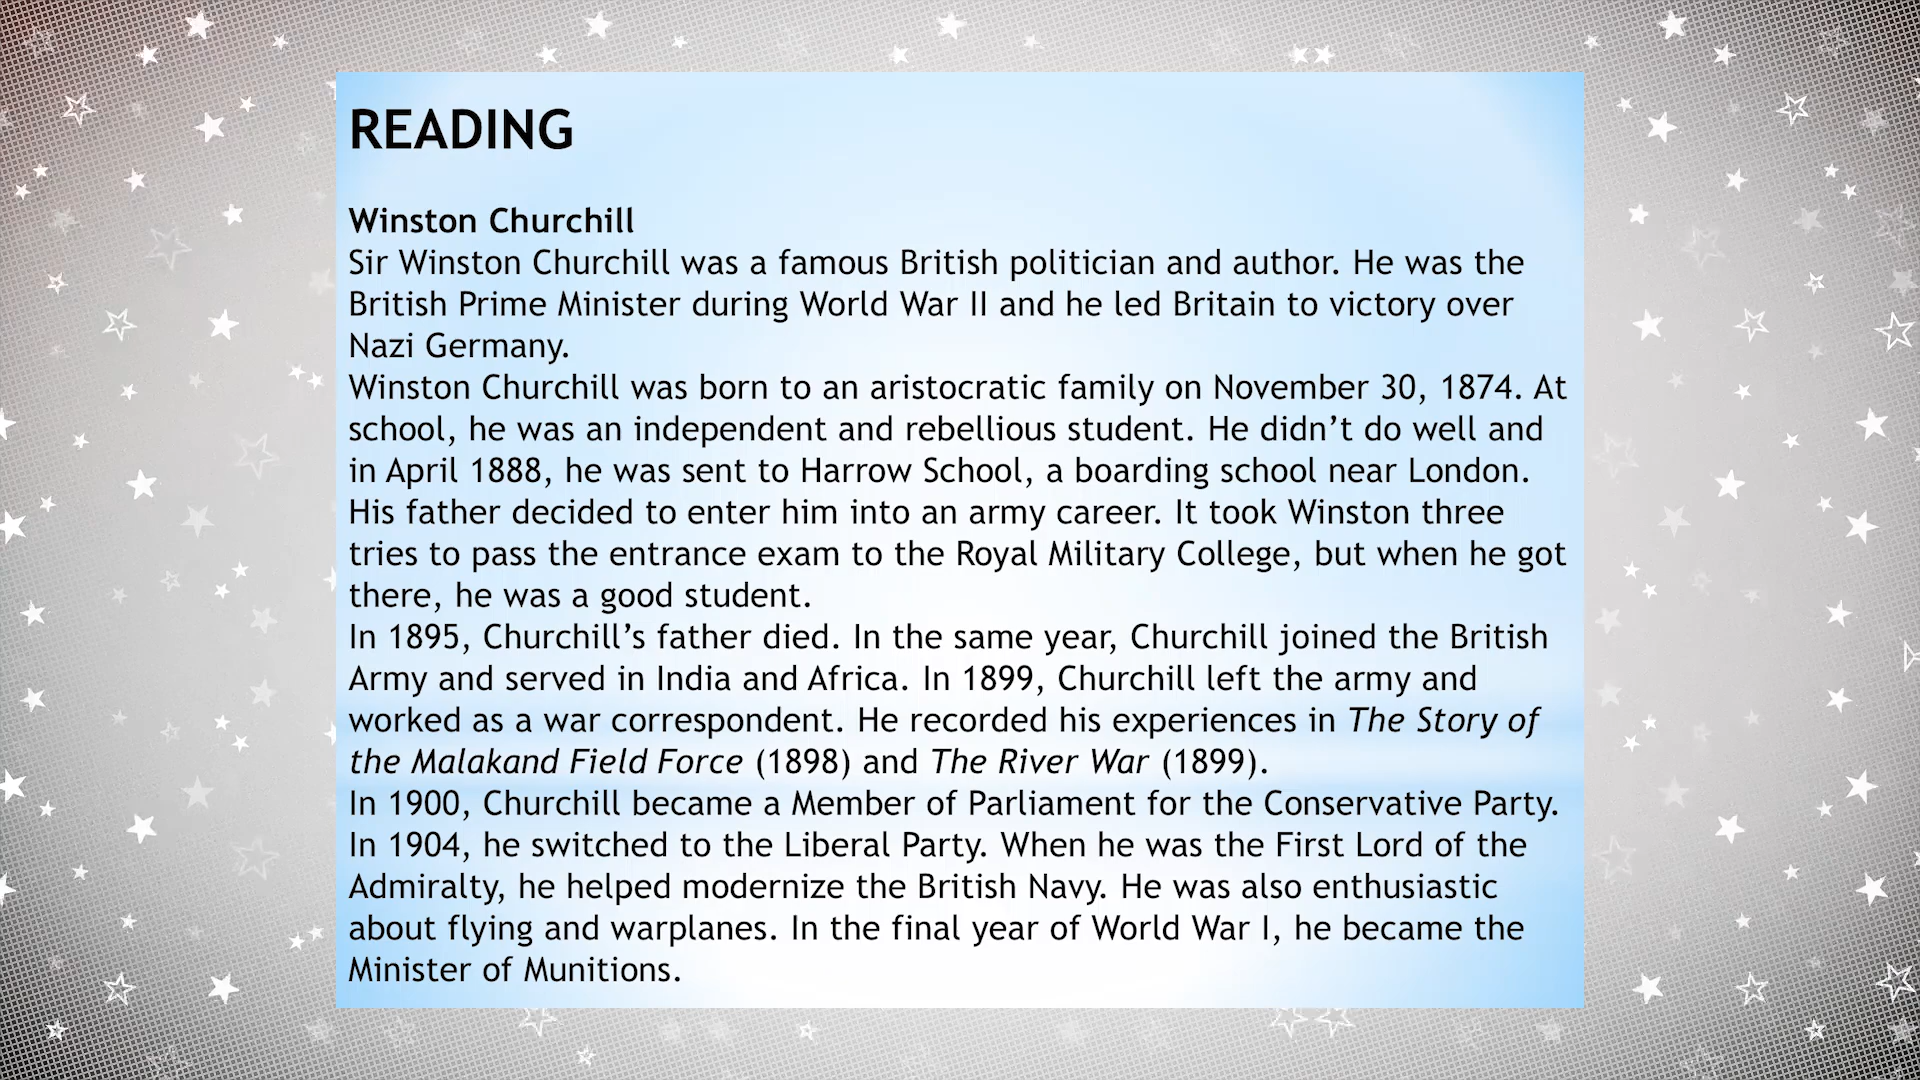 READING
Winston Churchill
Sir Winston Churchill was a famous British politician and author. He was the
British Prime Minister during World War II and he led Britain to victory over
Nazi Germany.
Winston Churchill was born to an aristocratic family on November 30, 1874. At
school, he was an independent and rebellious student. He didn’t do well and
in April 1888, he was sent to Harrow School, a boarding school near London.
His father decided to enter him into an army career. It took Winston three
tries to pass the entrance exam to the Royal Military College, but when he got
there, he was a good student.
In 1895, Churchill’s father died. In the same year, Churchill joined the British
Army and served in India and Africa. In 1899, Churchill left the army and
worked as a war correspondent. He recorded his experiences in The Story of
the Malakand Field Force (1898) and The River War (1899).
In 1900, Churchill became a Member of Parliament for the Conservative Party.
In 1904, he switched to the Liberal Party. When he was the First Lord of the
Admiralty, he helped modernize the British Navy. He was also enthusiastic
about flying and warplanes. In the final year of World War I, he became the
Minister of Munitions.